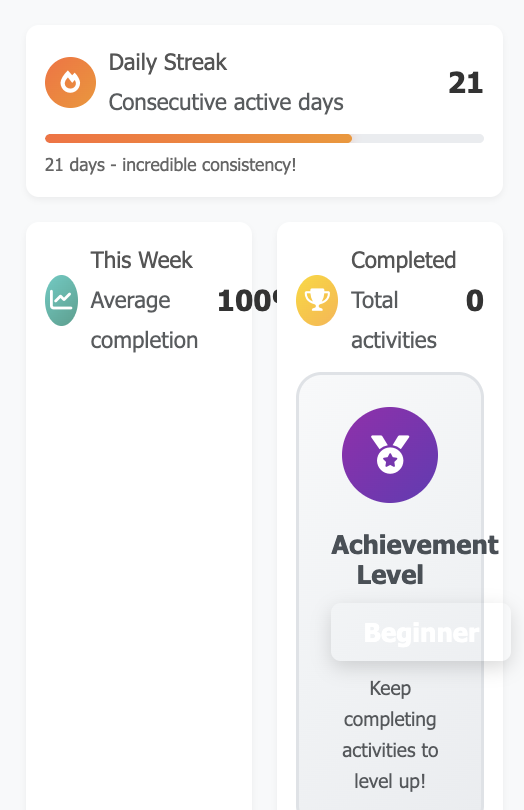 Daily Streak
Consecutive active days
21
21 days - incredible consistency!
This Week
Average
completion
100
Completed
Total
activities
0
Achievement
Level
Beginner
Keep
completing
activities to
level up!